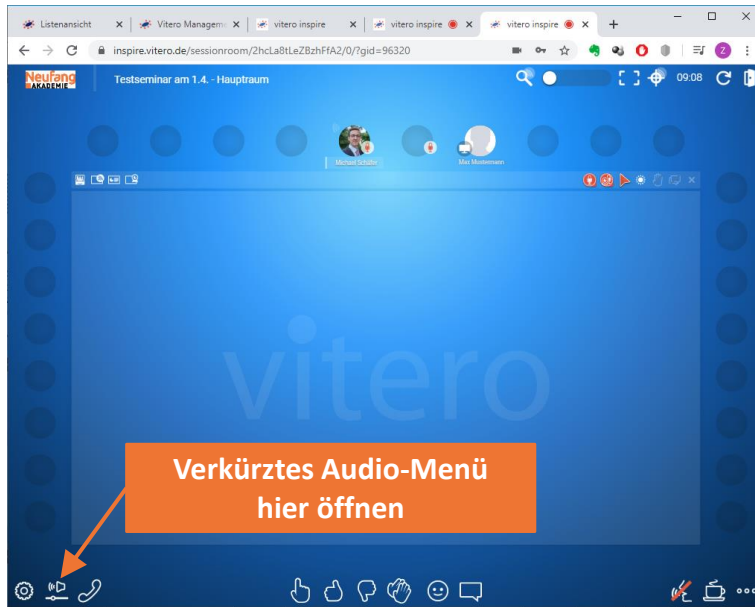 Listenansicht
Vitero Managem
vitero inspire
vitero inspire
vitero inspire
inspire.vitero.de/sessionroom/2hcLa8tLeZBzhFfA2/0/?gid=96320
Z
Neufang
AKADEMIE
Testseminar am 1.4. - Hauptraum
09:08
Michael Schäfer
Max Mustermann
vitero
Verkürztes Audio-Menü
hier öffnen